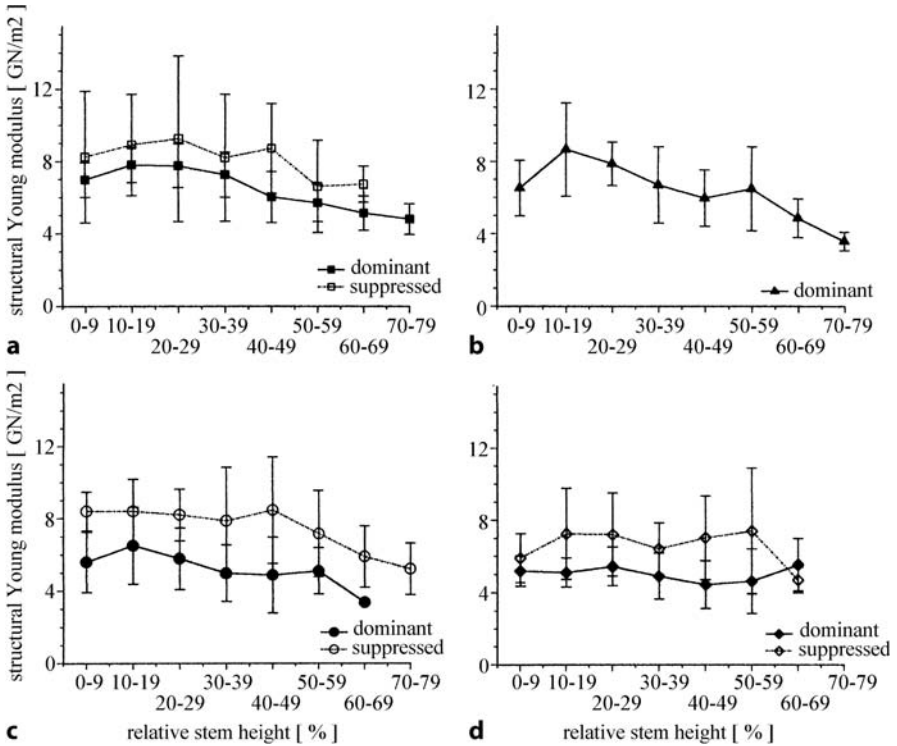 structural Young modulus [ GN/m2 ]
12
8
4
0
dominant
suppressed
0-9 10-19 30-39 50-59 70-79
20-29 40-49 60-69
a
12
8
4
0
dominant
0-9 10-19 30-39 50-59 70-79
20-29 40-49 60-69
b
structural Young modulus [ GN/m2 ]
12
8
4
0
dominant
suppressed
0-9 10-19 30-39 50-59 70-79
20-29 40-49 60-69
c relative stem height [ % ]
12
8
4
0
dominant
suppressed
0-9 10-19 30-39 50-59 70-79
20-29 40-49 60-69
d relative stem height [ % ]